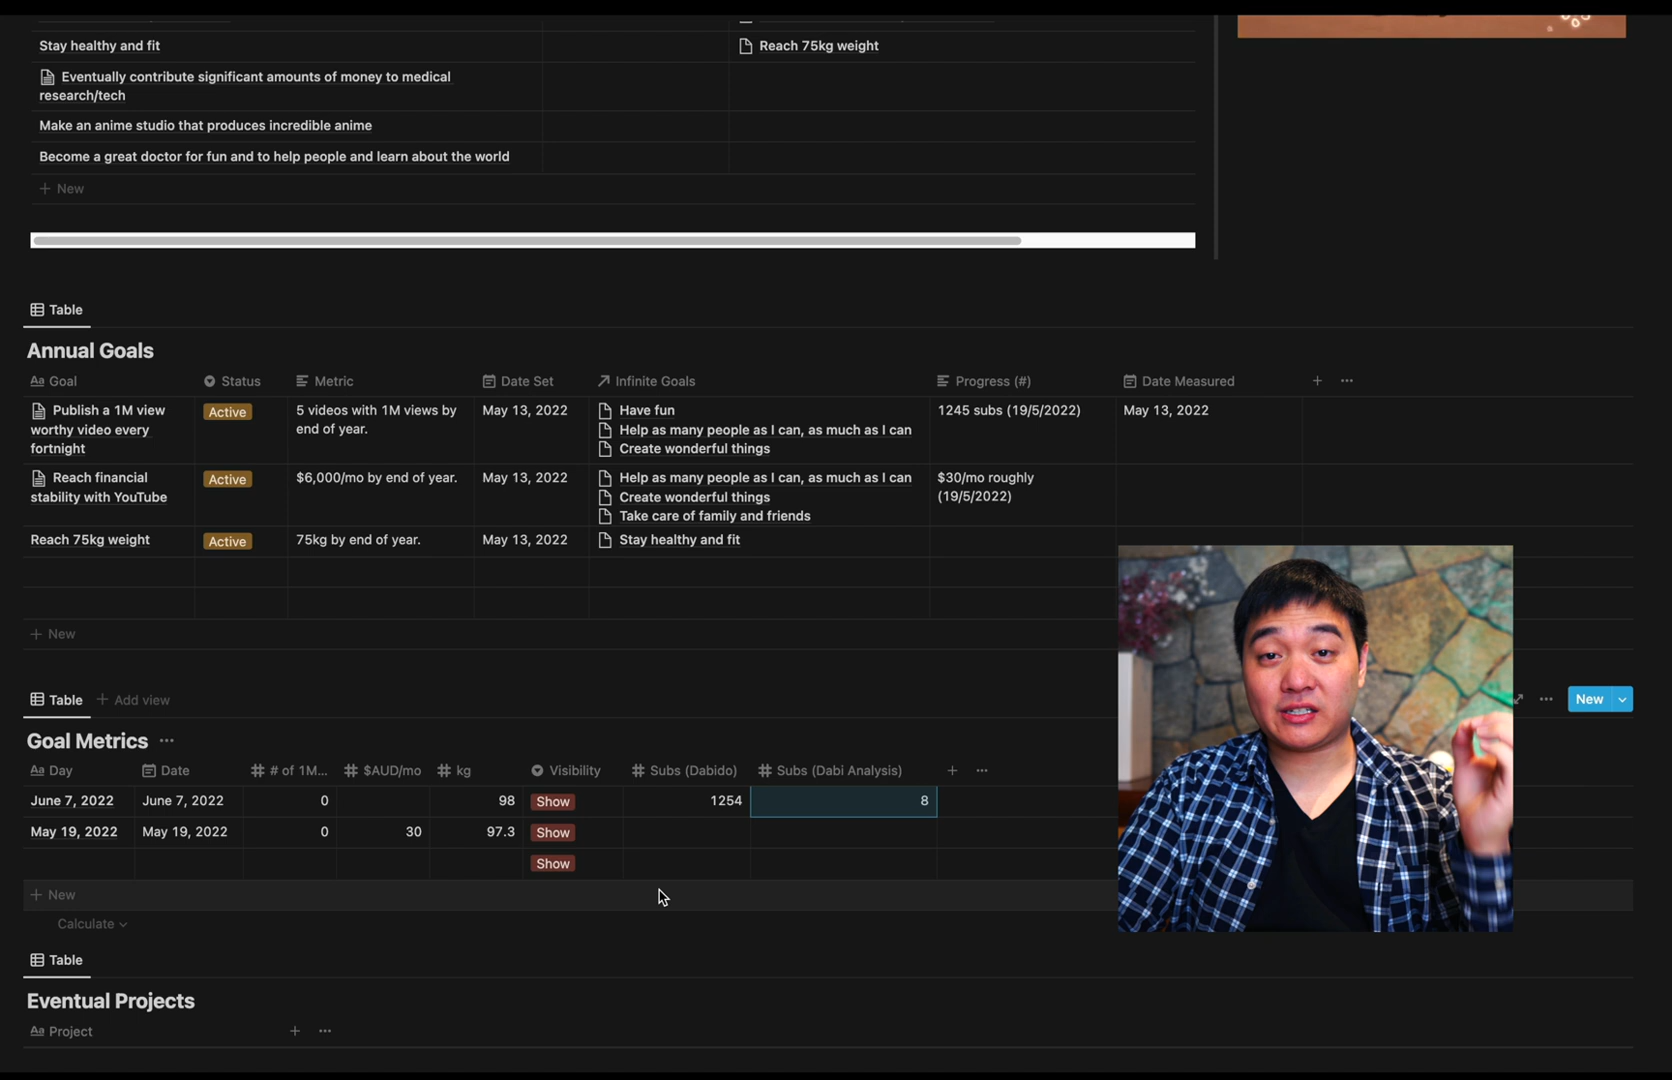 Stay healthy and fit
Reach 75kg weight
Eventually contribute significant amounts of money to medical
research/tech
Make an anime studio that produces incredible anime
Become a great doctor for fun and to help people and learn about the world
+ New
Table
Annual Goals
Aa Goal
Status
Metric
Date Set
Infinite Goals
Progress (#)
Date Measured
Publish a 1M view
worthy video every
fortnight
Active
5 videos with 1M views by
end of year.
May 13, 2022
Have fun
Help as many people as I can, as much as I can
Create wonderful things
1245 subs (19/5/2022)
May 13, 2022
Reach financial
stability with YouTube
Active
$6,000/mo by end of year.
May 13, 2022
Help as many people as I can, as much as I can
Create wonderful things
Take care of family and friends
$30/mo roughly
(19/5/2022)
Reach 75kg weight
Active
75kg by end of year.
May 13, 2022
Stay healthy and fit
+ New
Table
+ Add view
New
Goal Metrics ...
Aa Day
Date
# # of 1M...
# $AUD/mo
# kg
Visibility
# Subs (Dabido)
# Subs (Dabi Analysis)
June 7, 2022
June 7, 2022
0
98
Show
1254
8
May 19, 2022
May 19, 2022
0
30
97.3
Show
Show
+ New
Calculate
Table
Eventual Projects
Aa Project